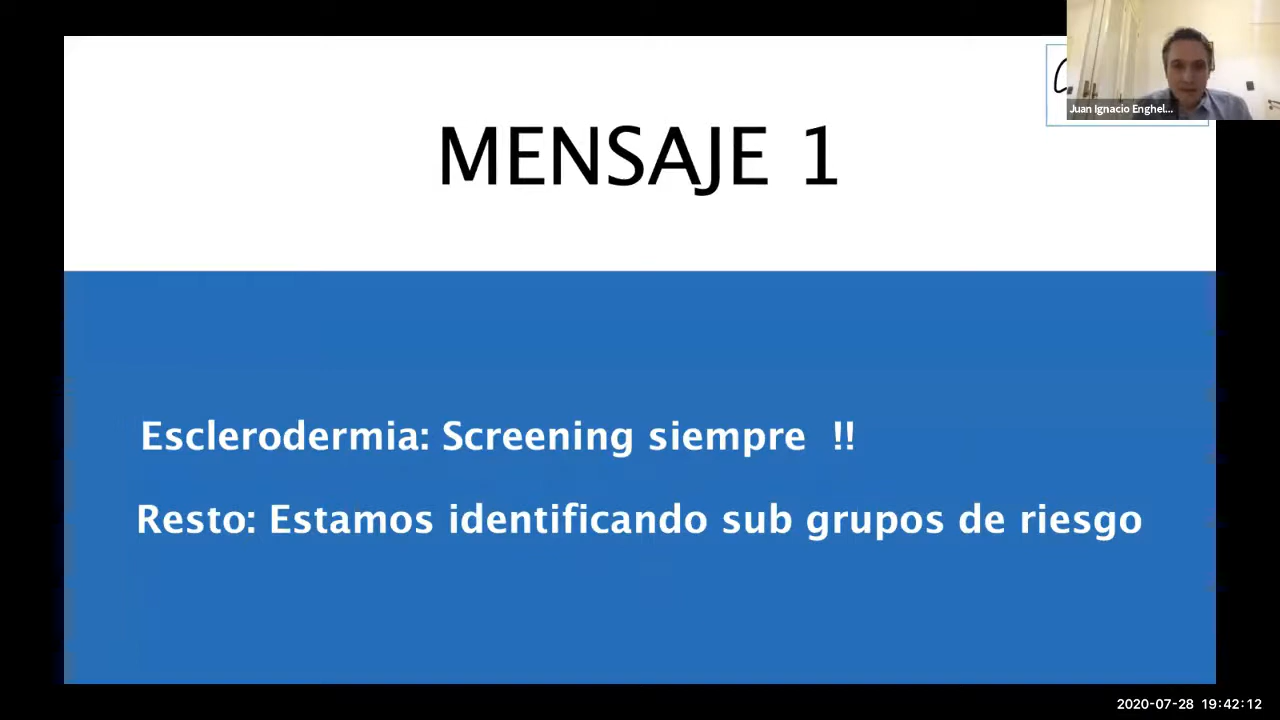 Juan Ignacio Enghel...
MENSAJE 1
Esclerodermia: Screening siempre !!
Resto: Estamos identificando sub grupos de riesgo
2020-07-28 19:42:12